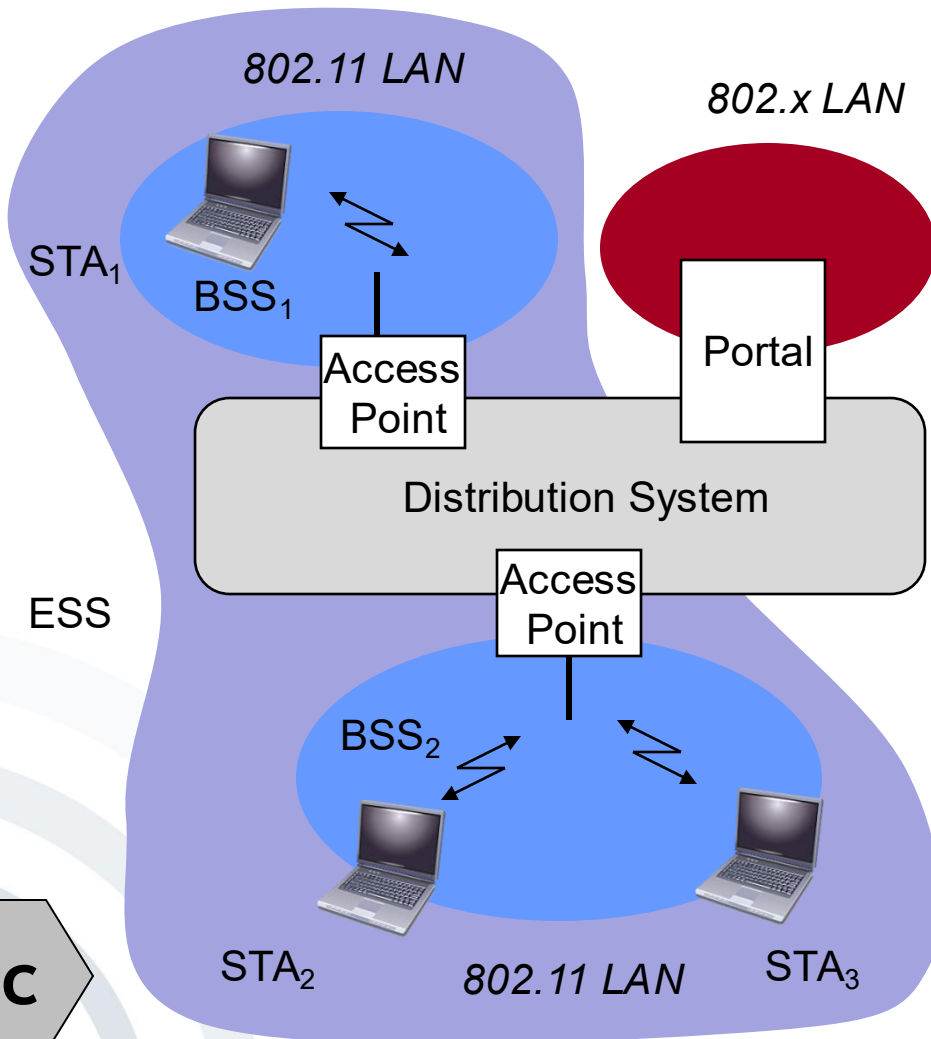 802.11 LAN
802.x LAN
STA₁
BSS₁
Access
Point
Portal
Distribution System
Access
Point
ESS
BSS₂
STA₂
802.11 LAN
STA₃
C